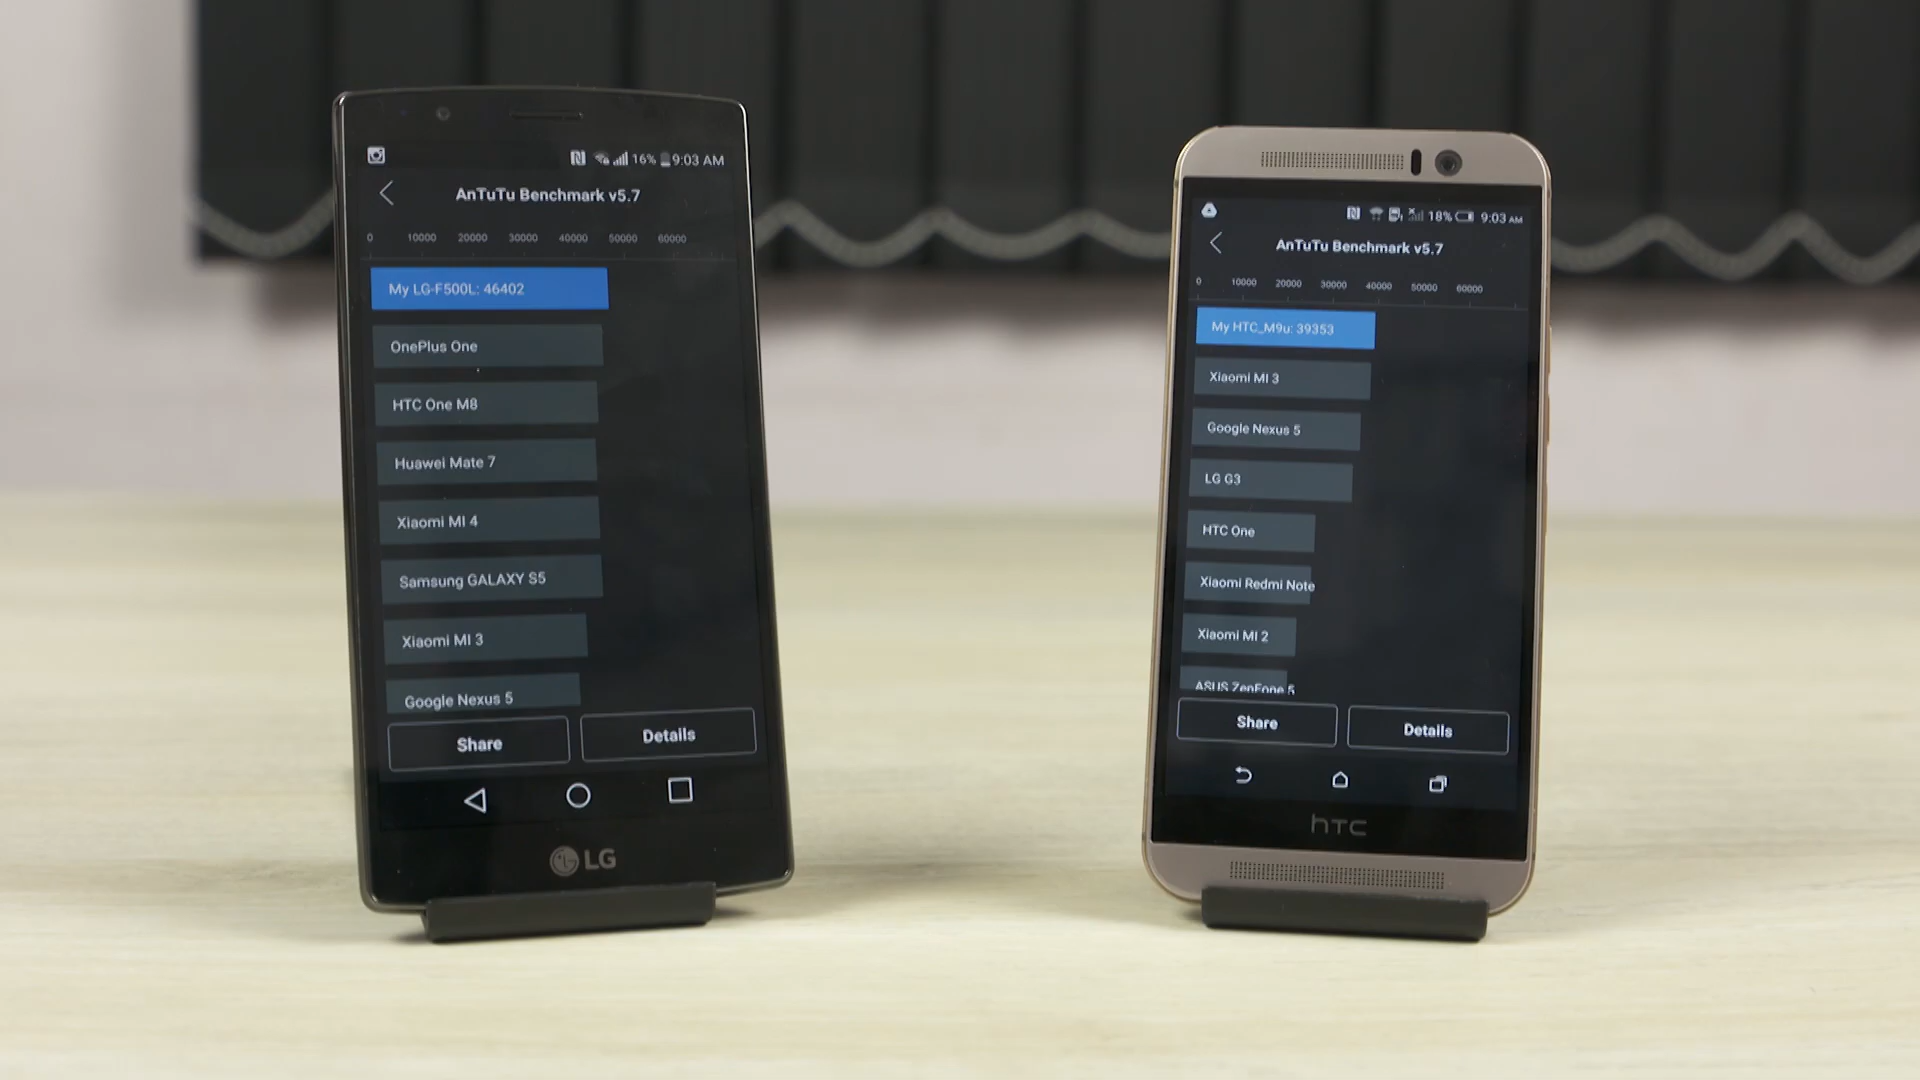 16% 9:03 AM
AnTuTu Benchmark v5.7
0 10000 20000 30000 40000 50000 60000
My LG-F500L: 46402
OnePlus One
HTC One M8
Huawei Mate 7
Xiaomi MI 4
Samsung GALAXY S5
Xiaomi MI 3
Google Nexus 5
Share Details
LG
18% 9:03 AM
AnTuTu Benchmark v5.7
0 10000 20000 30000 40000 50000 60000
My HTC_M9u: 39353
Xiaomi MI 3
Google Nexus 5
LG G3
HTC One
Xiaomi Redmi Note
Xiaomi MI 2
ASUS ZenFone 5
Share Details
hTC